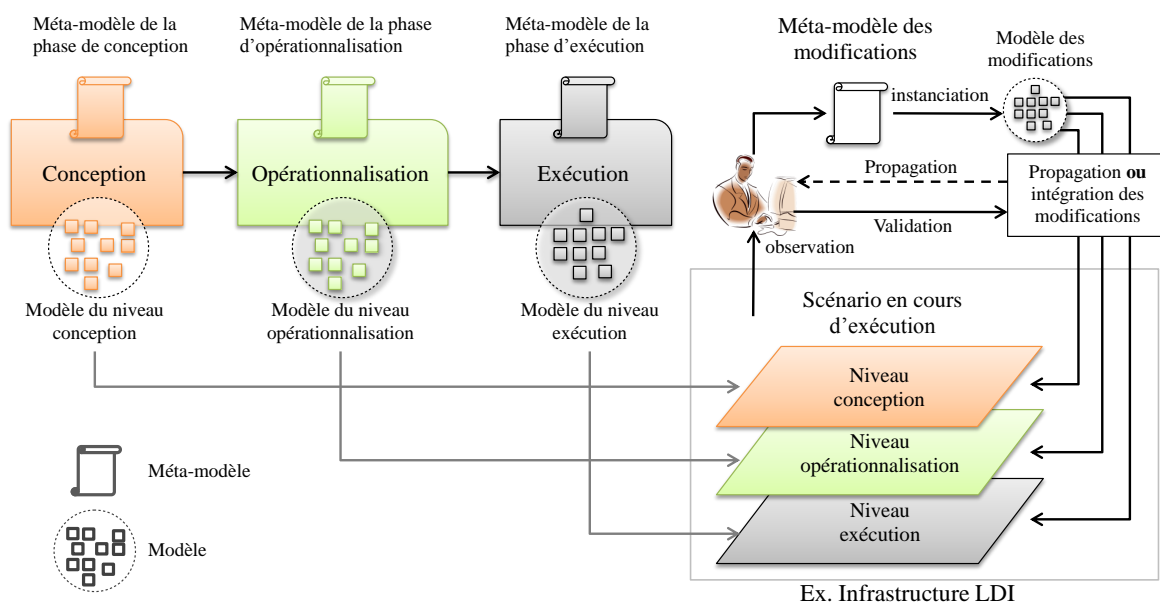 Méta-modèle de la
phase de conception
Méta-modèle de la phase
d’opérationnalisation
Méta-modèle de la
phase d’exécution
Méta-modèle des
modifications
Modèle des
modifications
instanciation
Conception
Opérationnalisation
Exécution
Propagation
Propagation ou
intégration des
modifications
Validation
observation
Modèle du niveau
conception
Modèle du niveau
opérationnalisation
Modèle du niveau
exécution
Scénario en cours
d’exécution
Niveau
conception
Niveau
opérationnalisation
Niveau
exécution
Méta-modèle
Modèle
Ex. Infrastructure LDI